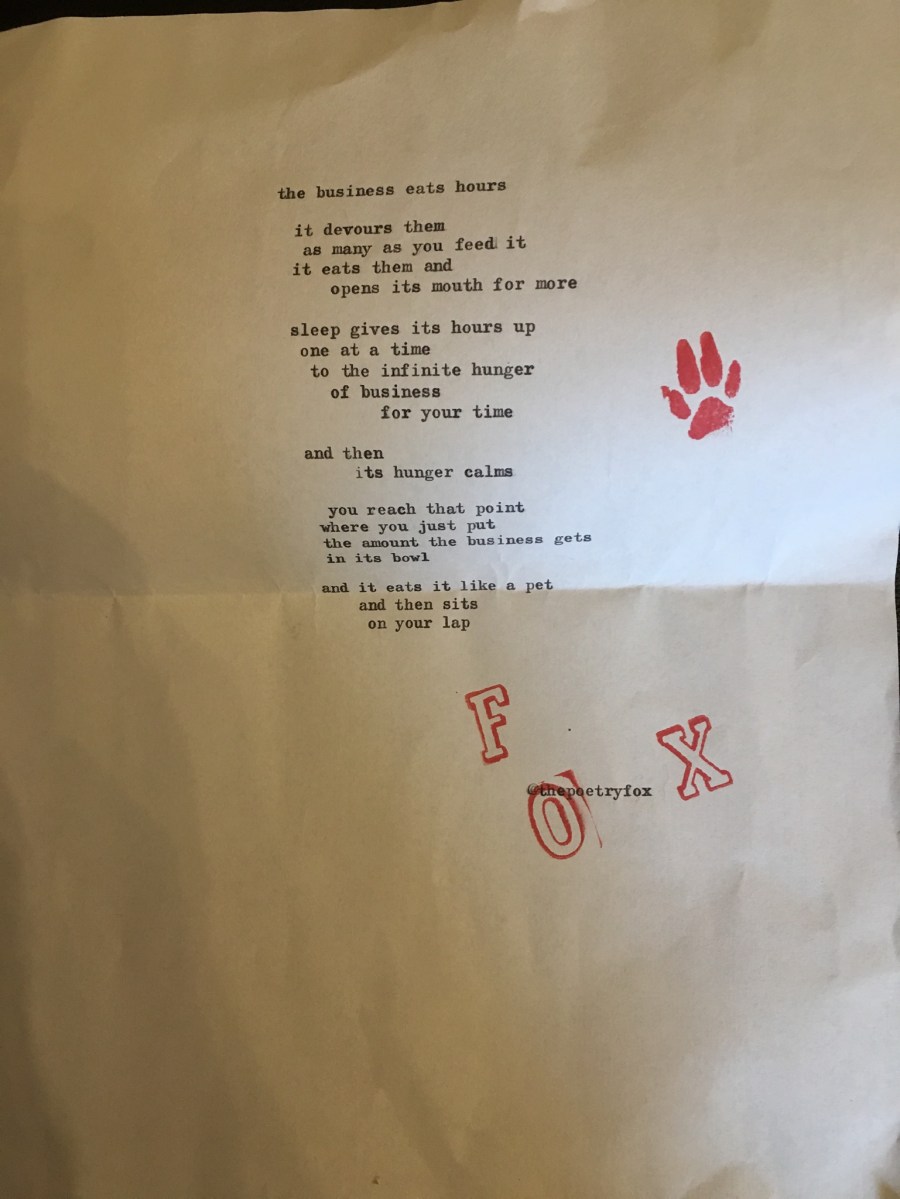 the business eats hours
it devours them
as many as you feed it
it eats them and
opens its mouth for more
sleep gives its hours up
one at a time
to the infinite hunger
of business
for your time
and then
its hunger calms
you reach that point
where you just put
the amount the business gets
in its bowl
and it eats it like a pet
and then sits
on your lap
F
O
X
@thepoetryfox